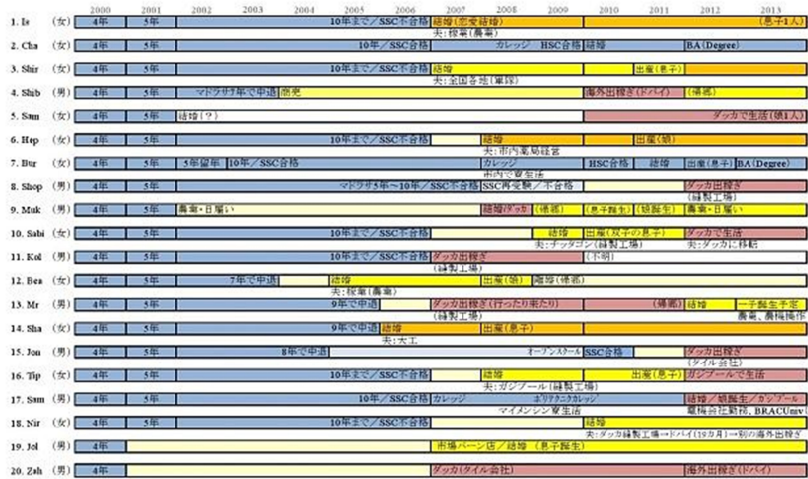 2000 2001 2002 2003 2004 2005 2006 2007 2008 2009 2010 2011 2012 2013
1. Is (女) 4年 5年 10年まで/SSC不合格 結婚(恋愛結婚) (息子1人)
夫:稼業(農業)
2. Cha (女) 4年 5年 10年/SSC合格 カレッジ HSC合格 結婚 BA(Degree)
3. Shir (女) 4年 5年 10年まで/SSC不合格 結婚 出産(息子)
夫:全国各地(軍隊)
4. Shib (男) 4年 5年 マドラサ7年で中退 商売 海外出稼ぎ(ドバイ) (帰郷)
5. Sam (女) 4年 5年 結婚(?) ダッカで生活(娘1人)
6. Hep (女) 4年 5年 10年まで/SSC不合格 結婚 出産(娘)
夫:市内薬局経営
7. Bur (女) 4年 5年 5年留年 10年/SSC合格 カレッジ HSC合格 結婚 出産(息子) BA(Degree)
市内で寮生活
8. Shop (男) 4年 5年 マドラサ5年~10年/SSC不合格 SSC再受験/不合格 ダッカ出稼ぎ
(縫製工場)
9. Muk (男) 4年 5年 農業・日雇い 結婚/ダッカ (帰郷) (息子誕生) (娘誕生) 農業・日雇い
10. Sabi (女) 4年 5年 10年まで/SSC不合格 結婚 出産(双子の息子) ダッカで生活
夫:チッタゴン(縫製工場) 夫:ダッカに移転
11. Kol (男) 4年 5年 10年まで/SSC不合格 ダッカ出稼ぎ (不明)
(縫製工場)
12. Bea (女) 4年 5年 7年で中退 結婚 出産(娘) 離婚(帰郷)
夫:稼業(農業)
13. Mr (男) 4年 5年 9年で中退 ダッカ出稼ぎ(行ったり来たり) (帰郷) 結婚 一子誕生予定
(縫製工場) 農業、農機操作
14. Sha (女) 4年 5年 9年で中退 結婚 出産(息子)
夫:大工
15. Jon (男) 4年 5年 8年で中退 オープンスクール SSC合格 ダッカ出稼ぎ
(タイル会社)
16. Tip (女) 4年 5年 10年まで/SSC不合格 結婚 出産(息子) ガジプールで生活
夫:ガジプール(縫製工場)
17. Sum (男) 4年 5年 10年/SSC合格 カレッジ ポリテクニクカレッジ 結婚/娘誕生/ガジプール
マイメンシン寮生活 電機会社勤務、BRACUniv
18. Nir (女) 4年 5年 10年まで/SSC不合格 結婚
夫:ダッカ縫製工場→ドバイ(19カ月)→別の海外出稼ぎ
19. Jol (男) 4年 市場パーン店/結婚 (息子誕生)
20. Zah (男) 4年 ダッカ(タイル会社) 海外出稼ぎ(ドバイ)